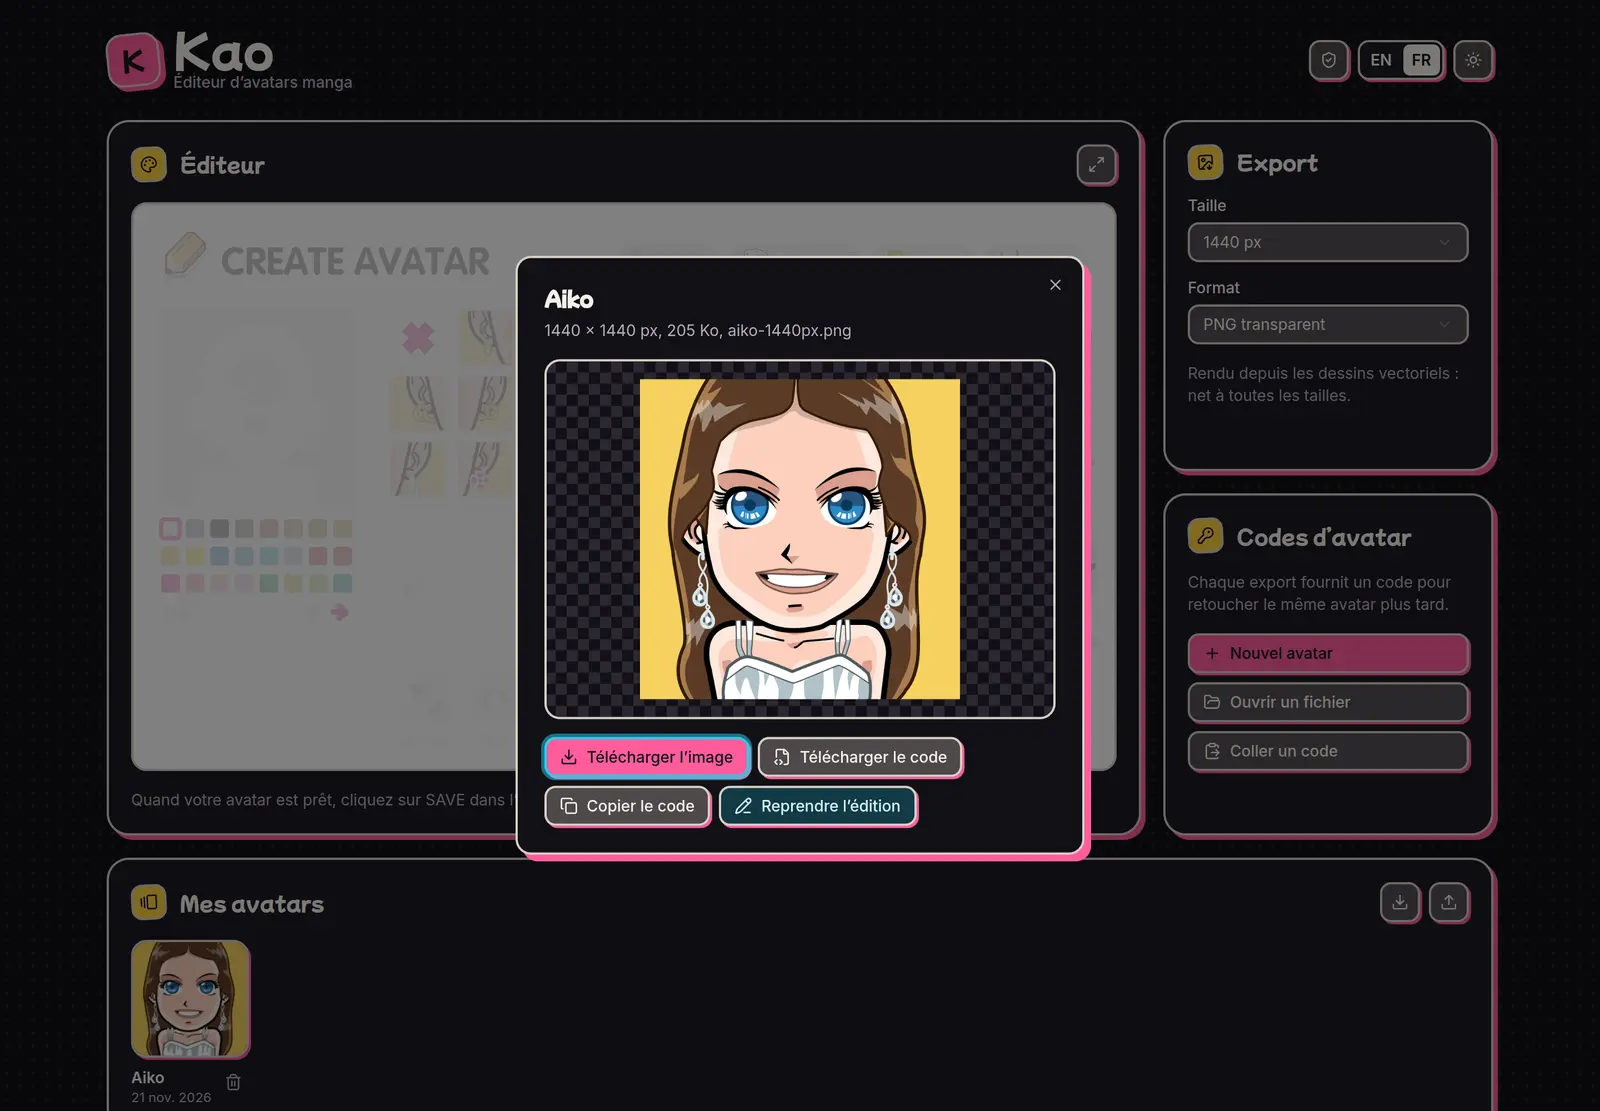 K
Kao
Éditeur d’avatars manga
EN
FR
Éditeur
CREATE AVATAR
Quand votre avatar est prêt, cliquez sur SAVE dans l’
Export
Taille
1440 px
Format
PNG transparent
Rendu depuis les dessins vectoriels :
net à toutes les tailles.
Codes d’avatar
Chaque export fournit un code pour
retoucher le même avatar plus tard.
Nouvel avatar
Ouvrir un fichier
Coller un code
Aiko
1440 × 1440 px, 205 Ko, aiko-1440px.png
Télécharger l’image
Télécharger le code
Copier le code
Reprendre l’édition
Mes avatars
Aiko
21 nov. 2026